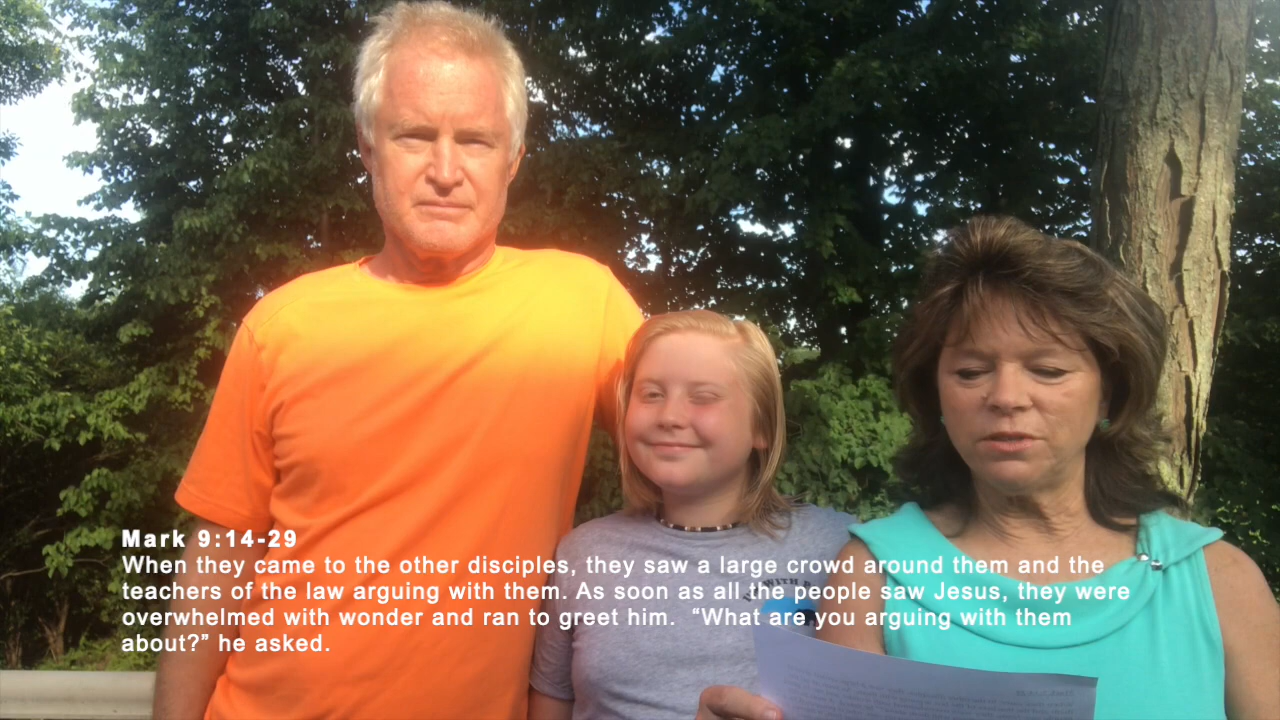 Mark 9:14-29
When they came to the other disciples, they saw a large crowd around them and the
teachers of the law arguing with them. As soon as all the people saw Jesus, they were
overwhelmed with wonder and ran to greet him.  “What are you arguing with them
about?” he asked.
WITH